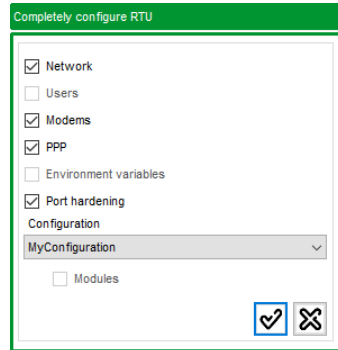 Completely configure RTU
Network
Users
Modems
PPP
Environment variables
Port hardening
Configuration
MyConfiguration
Modules